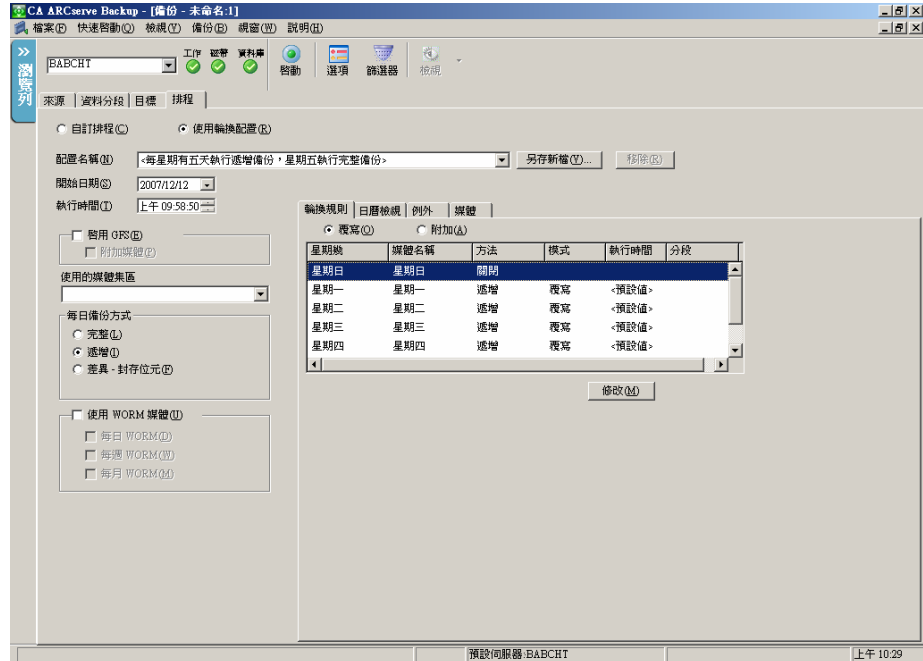 CA ARCserve Backup - [備份 - 未命名:1]
檔案(F) 快速啟動(Q) 檢視(Y) 備份(B) 視窗(W) 說明(H)
瀏覽列
BABCHT 工作 磁帶 資料庫 啟動 選項 篩選器 檢視
來源 資料分段 目標 排程
自訂排程(C) 使用輪換配置(R)
配置名稱(N) <每星期有五天執行遞增備份，星期五執行完整備份> 另存新檔(Y)... 移除(R)
開始日期(S) 2007/12/12
執行時間(I) 上午 09:58:50
啟用 GFS(E)
附加媒體(P)
使用的媒體集區
每日備份方式
完整(L)
遞增(I)
差異 - 封存位元(F)
使用 WORM 媒體(U)
每日 WORM(D)
每週 WORM(W)
每月 WORM(M)
輪換規則 日曆檢視 例外 媒體
覆寫(O) 附加(A)
星期幾 媒體名稱 方法 模式 執行時間 分段
星期日 星期日 關閉
星期一 星期一 遞增 覆寫 <預設值>
星期二 星期二 遞增 覆寫 <預設值>
星期三 星期三 遞增 覆寫 <預設值>
星期四 星期四 遞增 覆寫 <預設值>
修改(M)
預設伺服器:BABCHT 上午 10:29